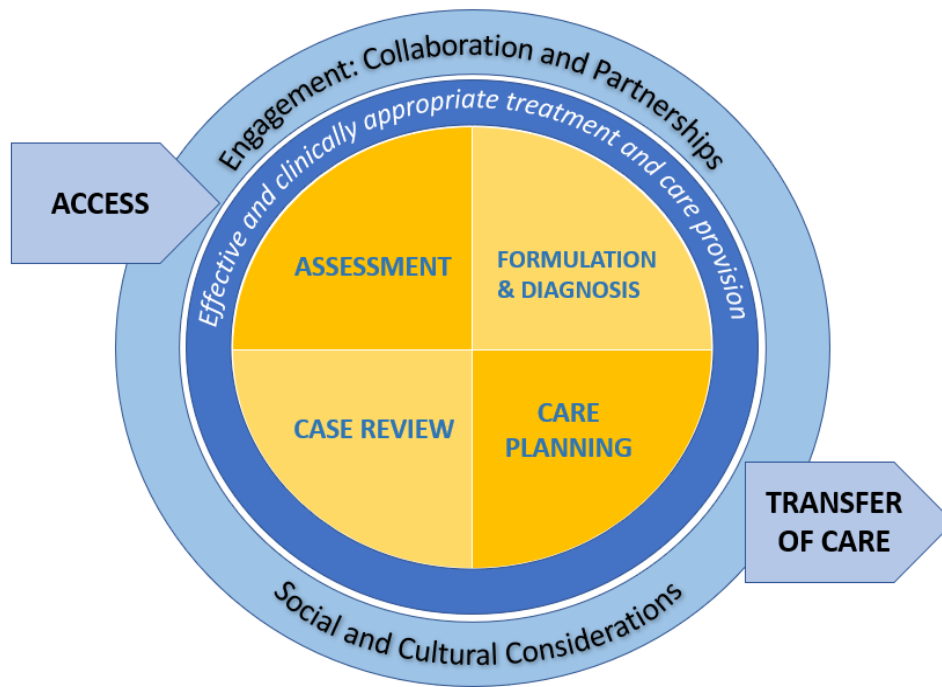 Engagement: Collaboration and Partnerships
Effective and clinically appropriate treatment and care provision
ACCESS
ASSESSMENT
FORMULATION
& DIAGNOSIS
CASE REVIEW
CARE
PLANNING
TRANSFER
OF CARE
Social and Cultural Considerations